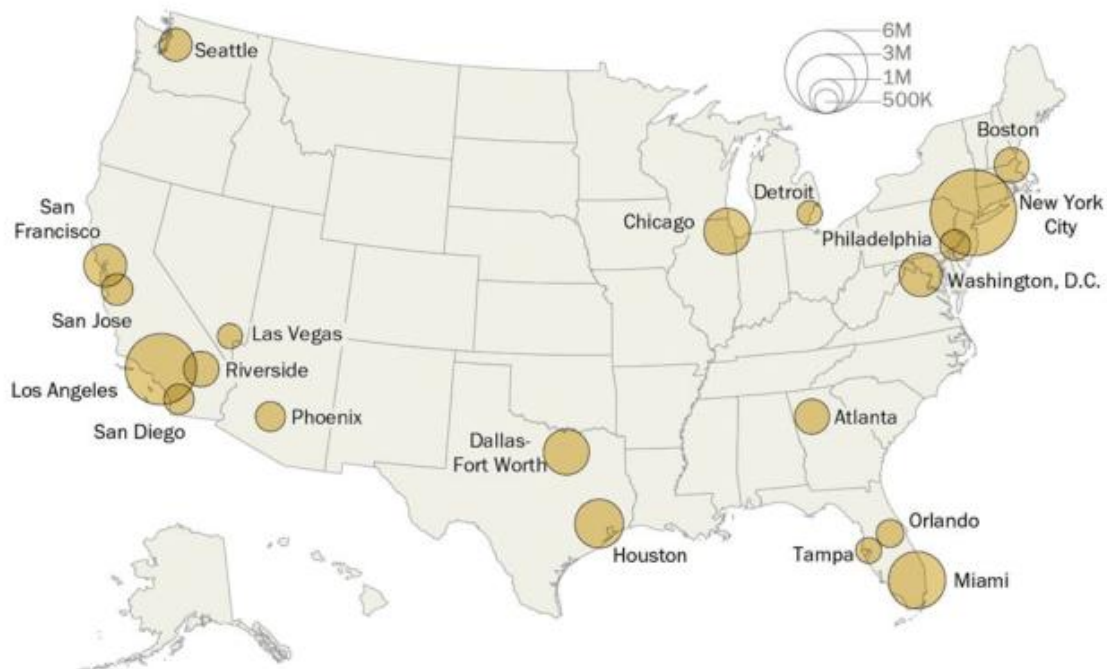 6M
3M
1M
500K
Seattle
Boston
Detroit
New York
City
Chicago
Philadelphia
Washington, D.C.
San
Francisco
San Jose
Las Vegas
Riverside
Los Angeles
San Diego
Phoenix
Dallas-
Fort Worth
Atlanta
Houston
Orlando
Tampa
Miami